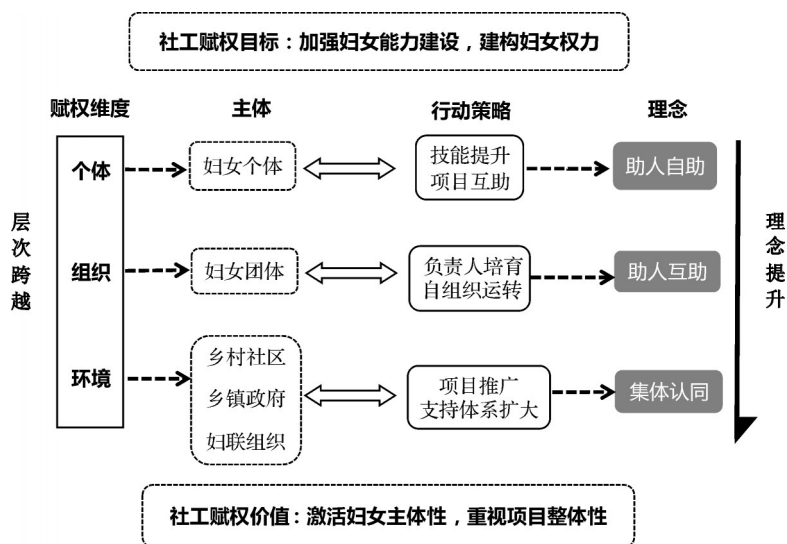 社工赋权目标：加强妇女能力建设，建构妇女权力
赋权维度 主体 行动策略 理念
层次跨越
个体 妇女个体 技能提升 助人自助
项目互助
组织 妇女团体 负责人培育 助人互助
自组织运转
环境 乡村社区
乡镇政府
妇联组织
项目推广 集体认同
支持体系扩大
理念提升
社工赋权价值：激活妇女主体性，重视项目整体性